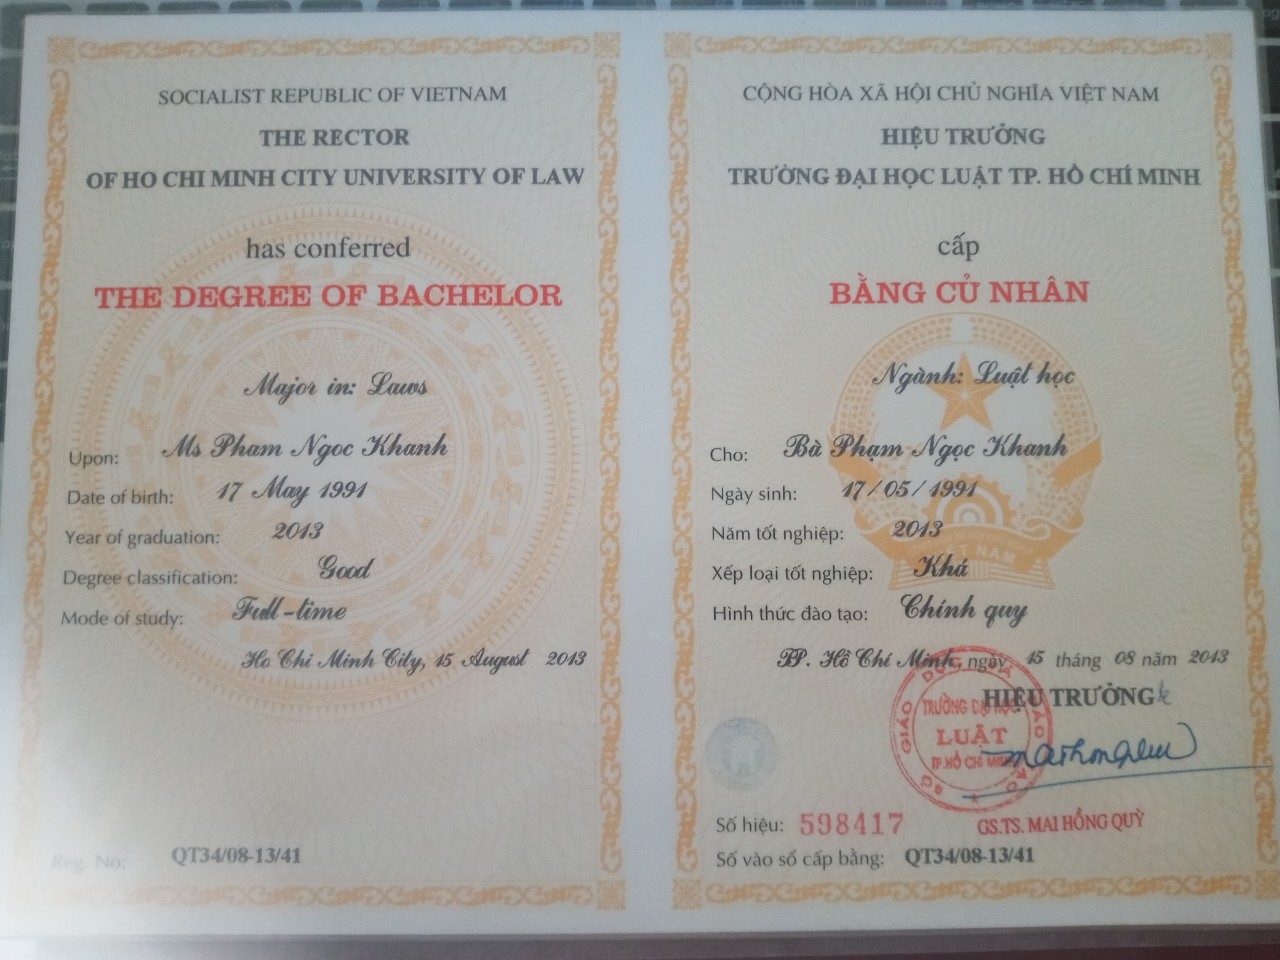 SOCIALIST REPUBLIC OF VIETNAM
THE RECTOR
OF HO CHI MINH CITY UNIVERSITY OF LAW
has conferred
THE DEGREE OF BACHELOR
Major in: Laws
Upon: Ms Pham Ngoc Khanh
Date of birth: 17 May 1991
Year of graduation: 2013
Degree classification: Good
Mode of study: Full-time
Ho Chi Minh City, 15 August 2013
Reg. No: QT34/08-13/41
CỘNG HÒA XÃ HỘI CHỦ NGHĨA VIỆT NAM
HIỆU TRƯỞNG
TRƯỜNG ĐẠI HỌC LUẬT TP. HỒ CHÍ MINH
cấp
BẰNG CỬ NHÂN
Ngành: Luật học
Cho: Bà Phạm Ngọc Khanh
Ngày sinh: 17/05/1991
Năm tốt nghiệp: 2013
Xếp loại tốt nghiệp: Khá
Hình thức đào tạo: Chính quy
TP. Hồ Chí Minh, ngày 15 tháng 08 năm 2013
HIỆU TRƯỞNG
TRƯỜNG ĐẠI HỌC
LUẬT
TP.HỒ CHÍ MINH
Số hiệu: 598417
GS.TS. MAI HỒNG QUỲ
Số vào sổ cấp bằng: QT34/08-13/41